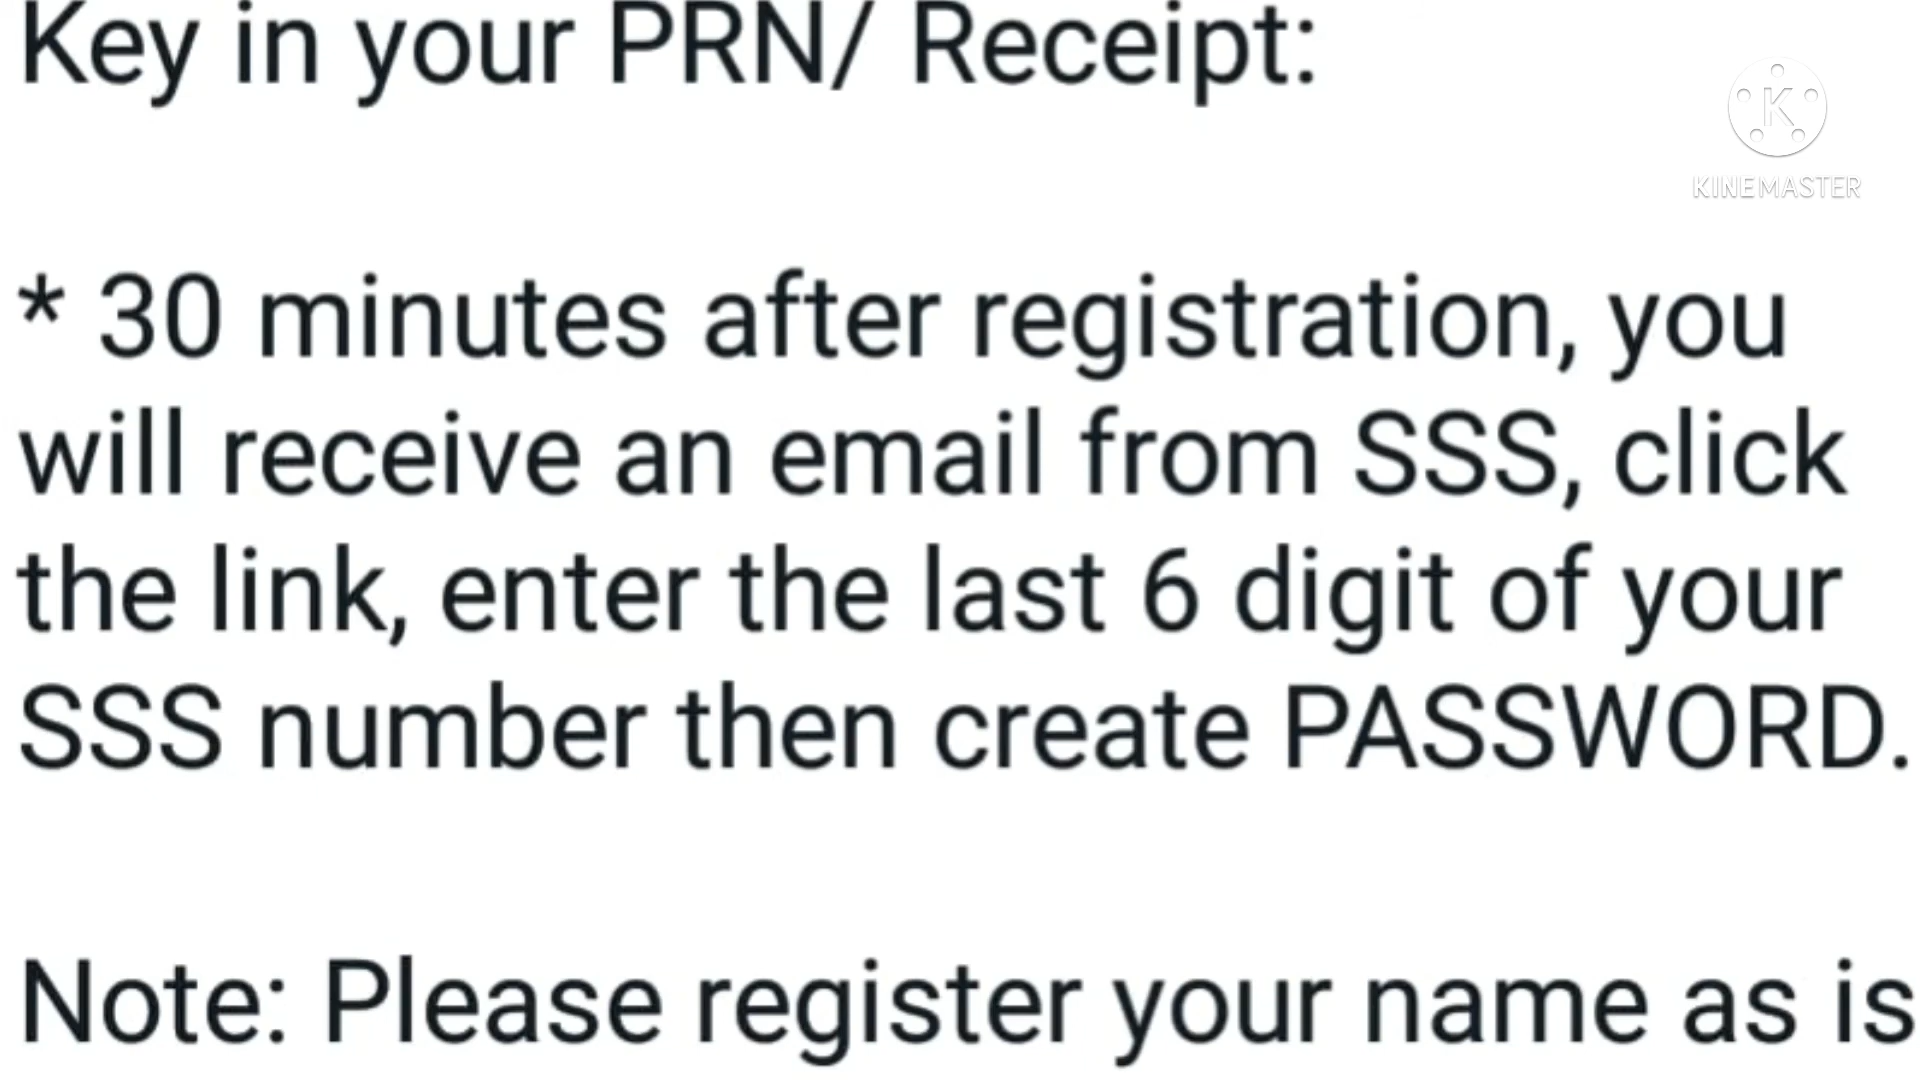 Key in your PRN/ Receipt:
K
KINEMASTER
* 30 minutes after registration, you
will receive an email from SSS, click
the link, enter the last 6 digit of your
SSS number then create PASSWORD.
Note: Please register your name as is